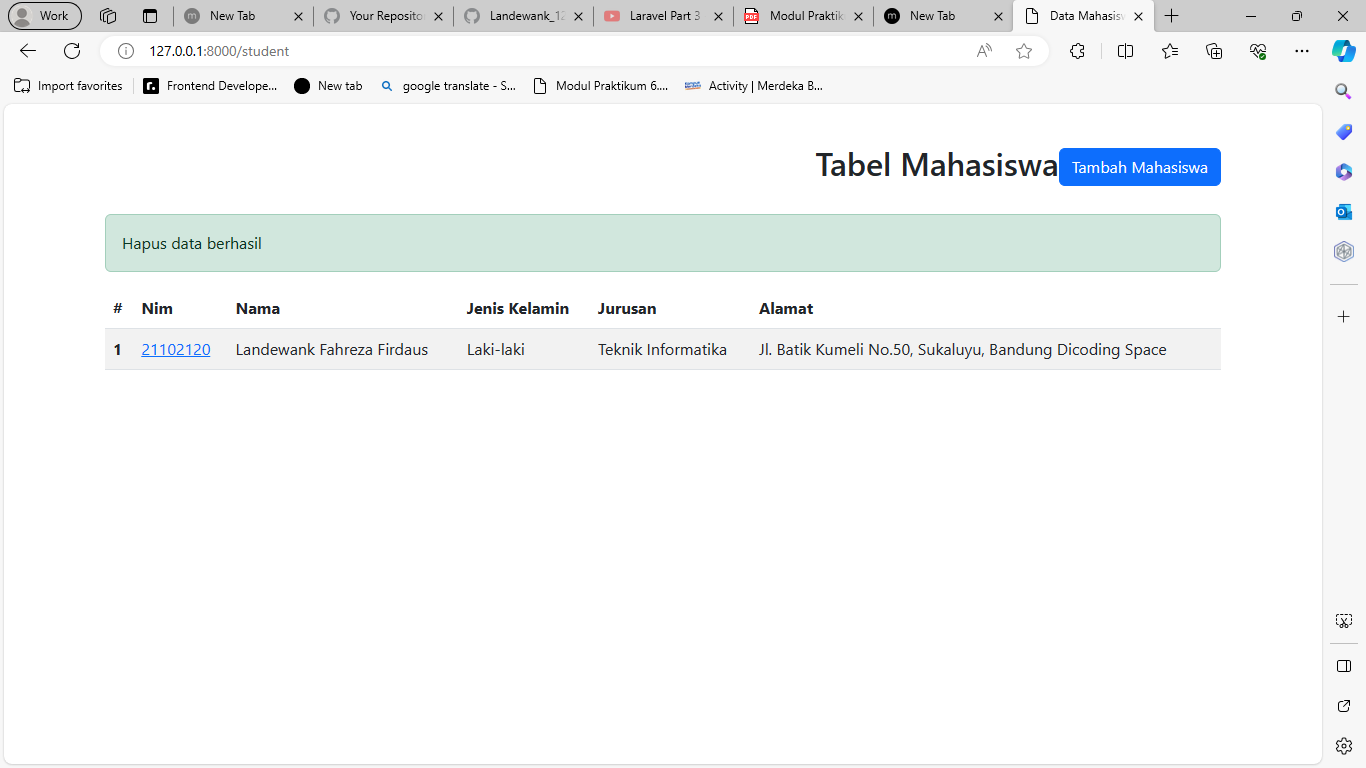 Work
New Tab
Your Reposito
Landewank_12
Laravel Part 3
Modul Praktik
New Tab
Data Mahasisw
127.0.0.1:8000/student
Import favorites
Frontend Develope...
New tab
google translate - S...
Modul Praktikum 6....
Activity | Merdeka B...
Tabel Mahasiswa
Tambah Mahasiswa
Hapus data berhasil
# Nim Nama Jenis Kelamin Jurusan Alamat
1 21102120 Landewank Fahreza Firdaus Laki-laki Teknik Informatika Jl. Batik Kumeli No.50, Sukaluyu, Bandung Dicoding Space